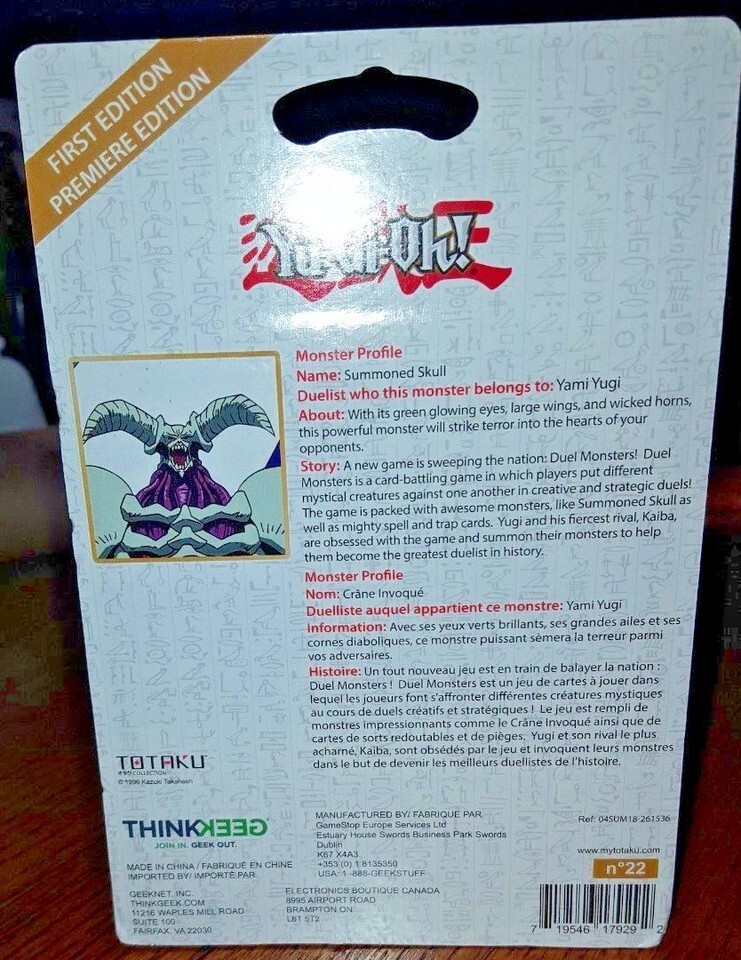 FIRST EDITION
PREMIERE EDITION
Yu-Gi-Oh!
Monster Profile
Name: Summoned Skull
Duelist who this monster belongs to: Yami Yugi
About: With its green glowing eyes, large wings, and wicked horns,
this powerful monster will strike terror into the hearts of your
opponents.
Story: A new game is sweeping the nation: Duel Monsters! Duel
Monsters is a card-battling game in which players put different
mystical creatures against one another in creative and strategic duels!
The game is packed with awesome monsters, like Summoned Skull as
well as mighty spell and trap cards. Yugi and his fiercest rival, Kaiba,
are obsessed with the game and summon their monsters to help
them become the greatest duelist in history.
Monster Profile
Nom: Crâne Invoqué
Duelliste auquel appartient ce monstre: Yami Yugi
Information: Avec ses yeux verts brillants, ses grandes ailes et ses
cornes diaboliques, ce monstre puissant sèmera la terreur parmi
vos adversaires.
Histoire: Un tout nouveau jeu est en train de balayer la nation :
Duel Monsters ! Duel Monsters est un jeu de cartes à jouer dans
lequel les joueurs font s'affronter différentes créatures mystiques
au cours de duels créatifs et stratégiques ! Le jeu est rempli de
monstres impressionnants comme le Crâne Invoqué ainsi que de
cartes de sorts redoutables et de pièges. Yugi et son rival le plus
acharné, Kaiba, sont obsédés par le jeu et invoquent leurs monstres
dans le but de devenir les meilleurs duellistes de l'histoire.
TOTAKU
オタク COLLECTION
© 1996 Kazuki Takahashi
THINKGEEK
JOIN IN. GEEK OUT.
MADE IN CHINA / FABRIQUÉ EN CHINE
IMPORTED BY/ IMPORTÉ PAR
GEEKNET, INC.
THINKGEEK.COM
11216 WAPLES MILL ROAD
SUITE 100
FAIRFAX, VA 22030
MANUFACTURED BY/ FABRIQUÉ PAR
GameStop Europe Services Ltd
Estuary House Swords Business Park Swords
Dublin
K67 X4A3
+353 (0) 1 8135350
USA: 1 -888-GEEKSTUFF
ELECTRONICS BOUTIQUE CANADA
8995 AIRPORT ROAD
BRAMPTON ON
L6T 5T2
Ref: 04SUM18-261536
www.mytotaku.com
n°22
7 19546 17929 2